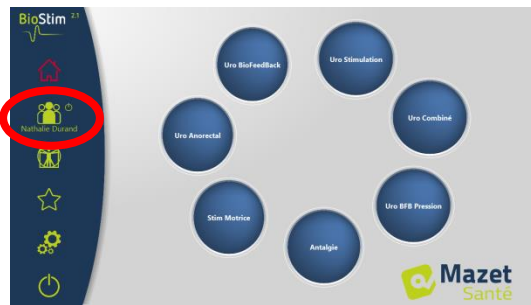 BioStim 2.1
Nathalie Durand
Uro BioFeedBack
Uro Stimulation
Uro Anorectal
Uro Combiné
Stim Motrice
Uro BFB Pression
Antalgie
Mazet
Santé